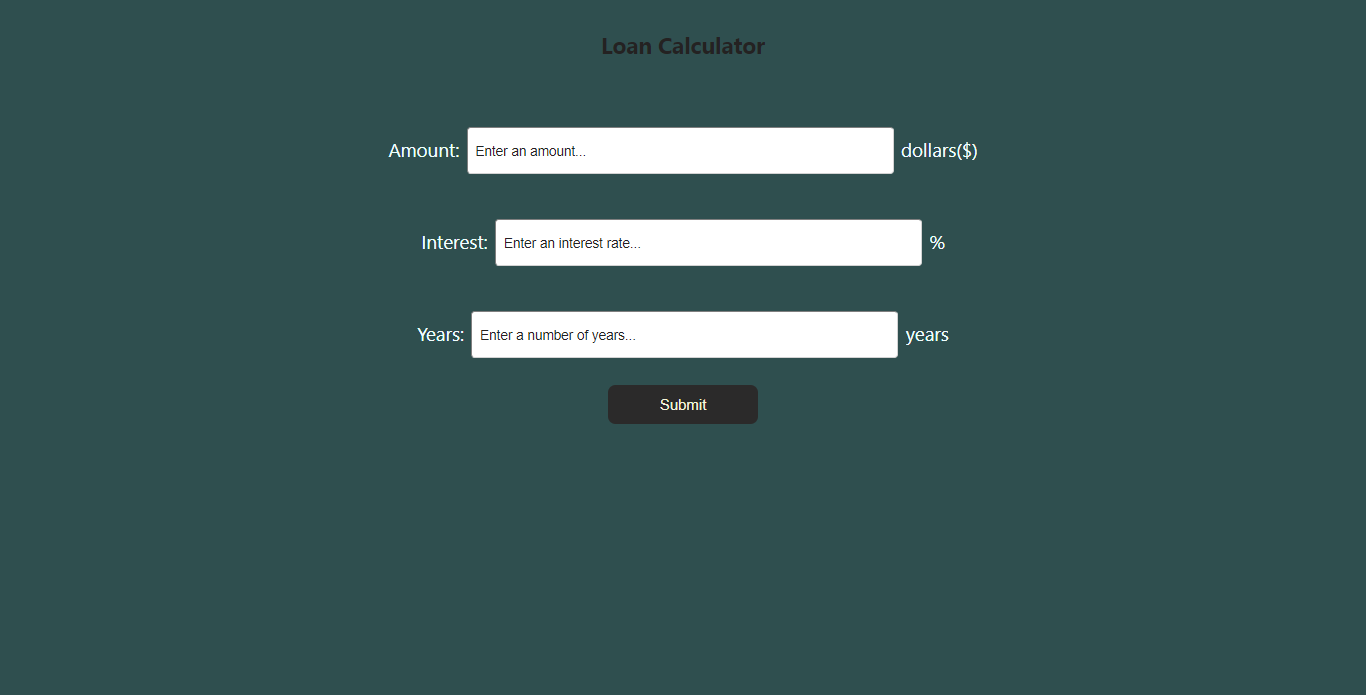 Loan Calculator
Amount: Enter an amount... dollars($)
Interest: Enter an interest rate... %
Years: Enter a number of years... years
Submit